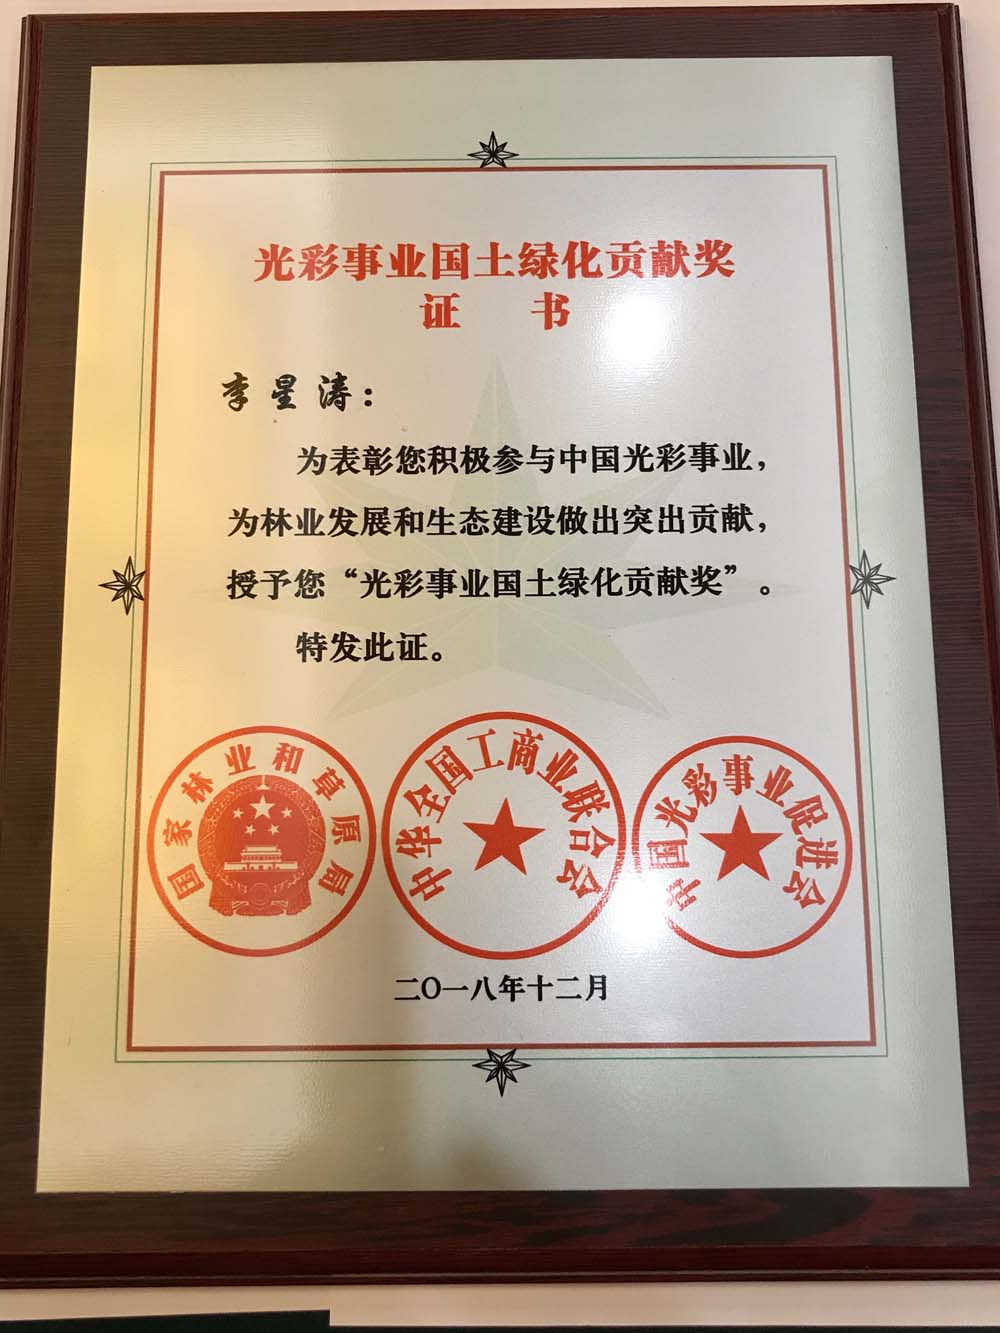 光彩事业国土绿化贡献奖
证 书
李星涛：
为表彰您积极参与中国光彩事业，
为林业发展和生态建设做出突出贡献，
授予您“光彩事业国土绿化贡献奖”。
特发此证。
国家林业和草原局
中华全国工商业联合会
中国光彩事业促进会
二〇一八年十二月